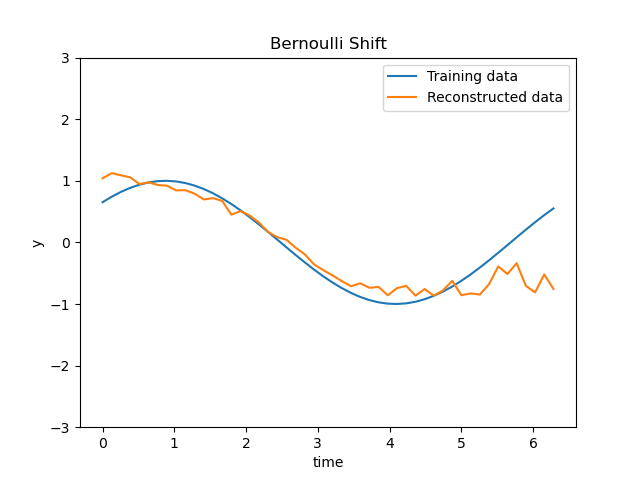 Bernoulli Shift
Training data
Reconstructed data
3
2
1
0
−1
−2
−3
y
0 1 2 3 4 5 6
time